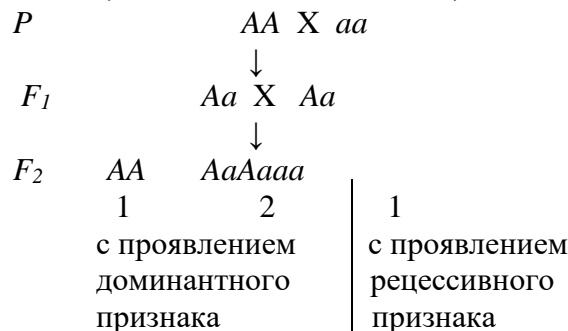 P AA X aa
↓
F1 Aa X Aa
↓
F2 AA AaAaaa
1 2 1
с проявлением с проявлением
доминантного рецессивного
признака признака